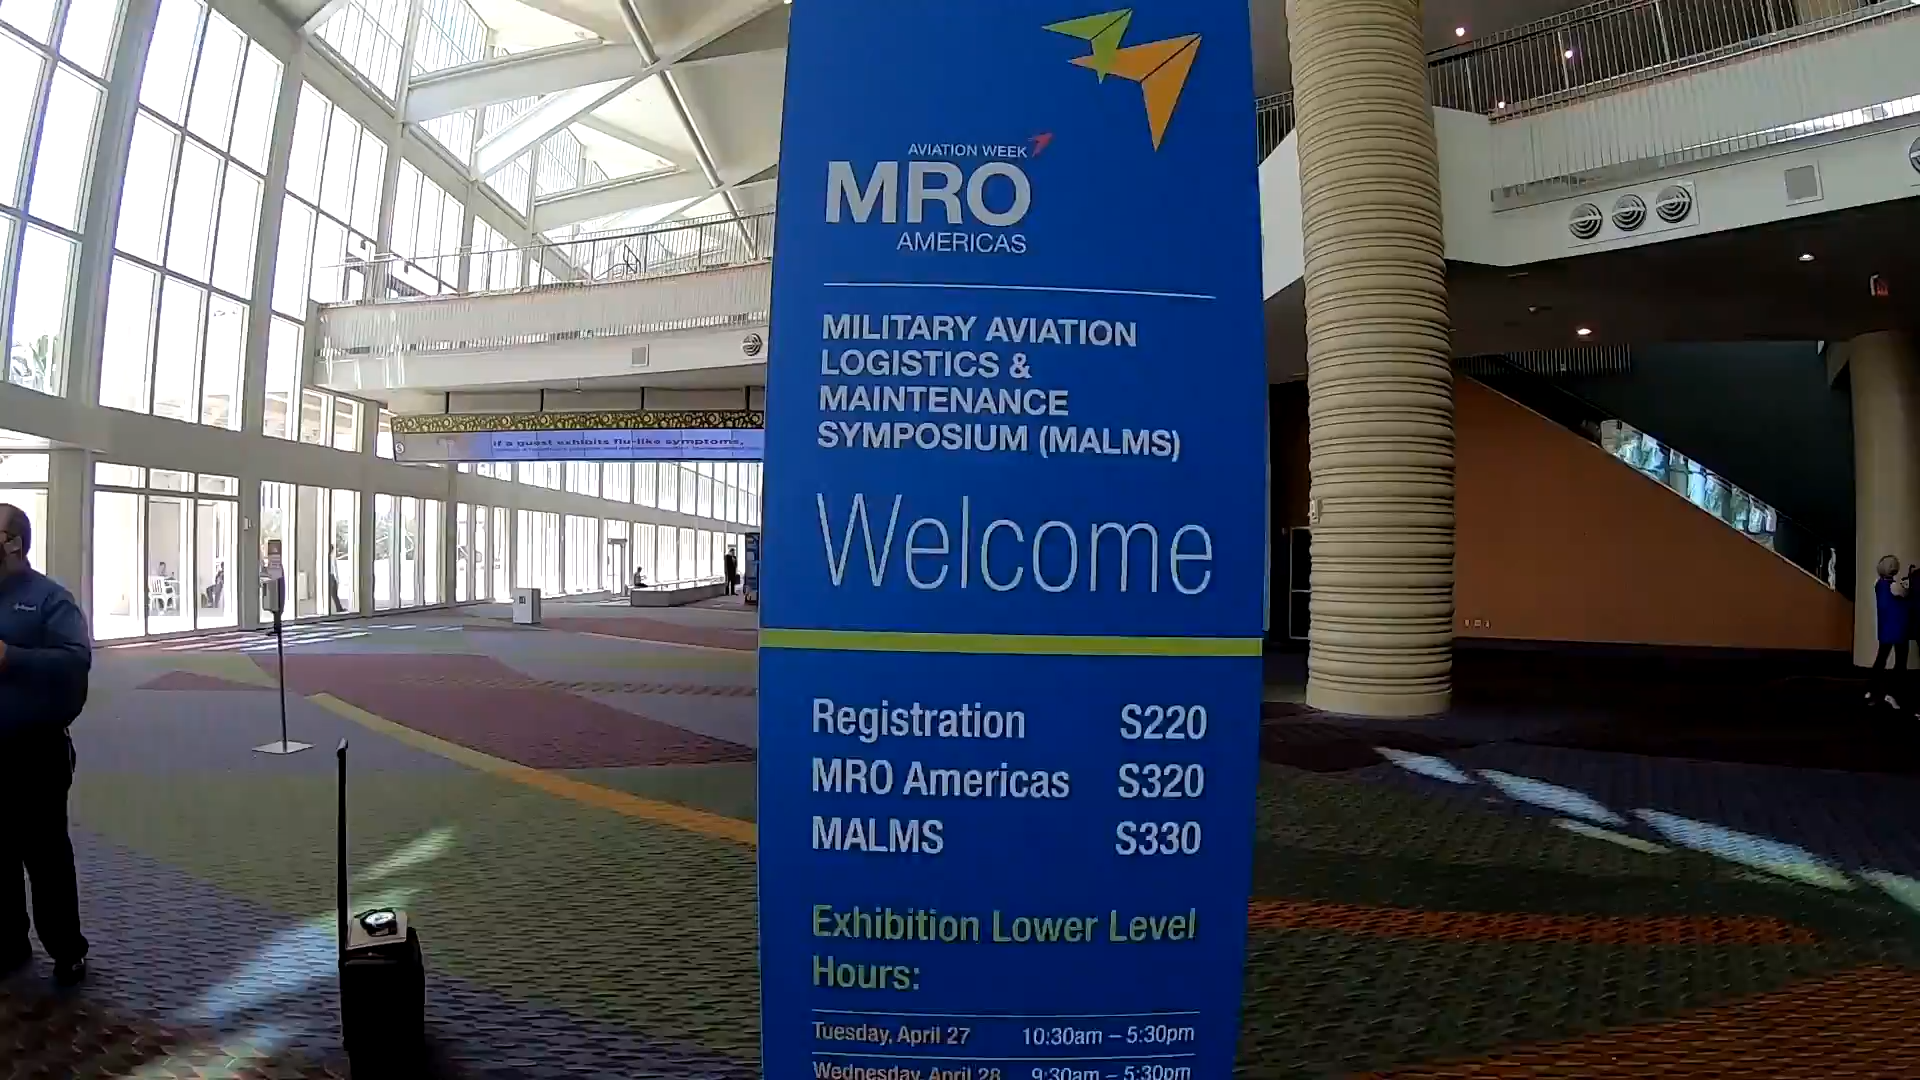 AVIATION WEEK
MRO
AMERICAS
MILITARY AVIATION
LOGISTICS &
MAINTENANCE
SYMPOSIUM (MALMS)
Welcome
Registration S220
MRO Americas S320
MALMS S330
Exhibition Lower Level
Hours:
Tuesday, April 27 10:30am – 5:30pm
Wednesday, April 28 9:30am – 5:30pm
if a guest exhibits flu-like symptoms,